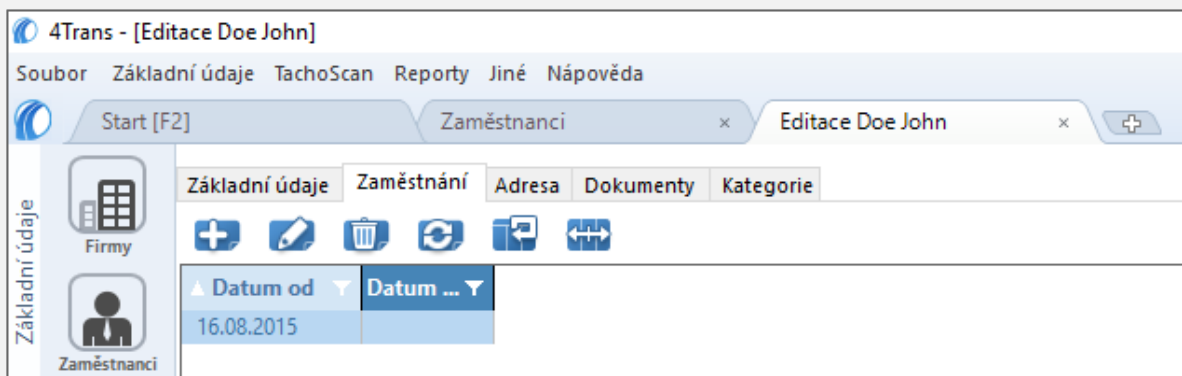 4Trans - [Editace Doe John]
Soubor Základní údaje TachoScan Reporty Jiné Nápověda
Start [F2] Zaměstnanci × Editace Doe John ×
Základní údaje Zaměstnání Adresa Dokumenty Kategorie
Základní údaje
Firmy
Datum od Datum ...
16.08.2015
Zaměstnanci